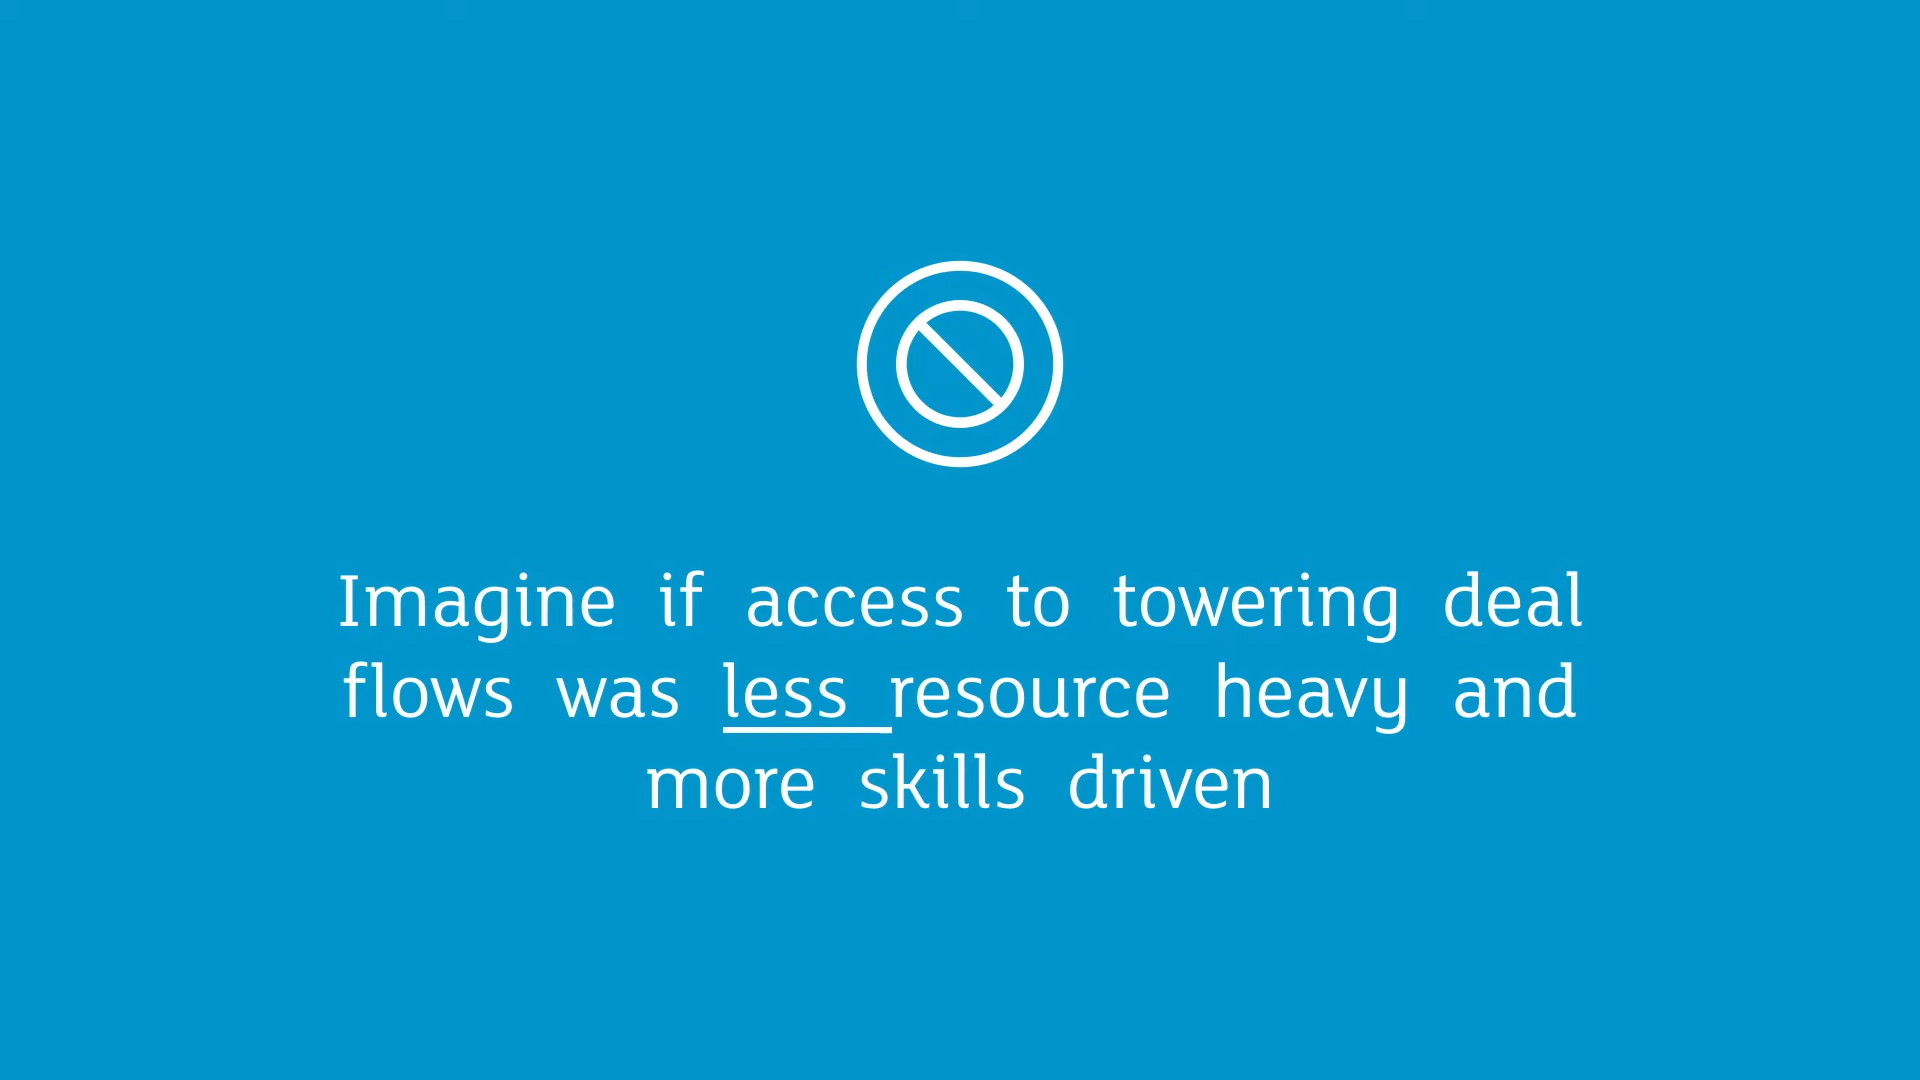 Imagine if access to towering deal
flows was less resource heavy and
more skills driven